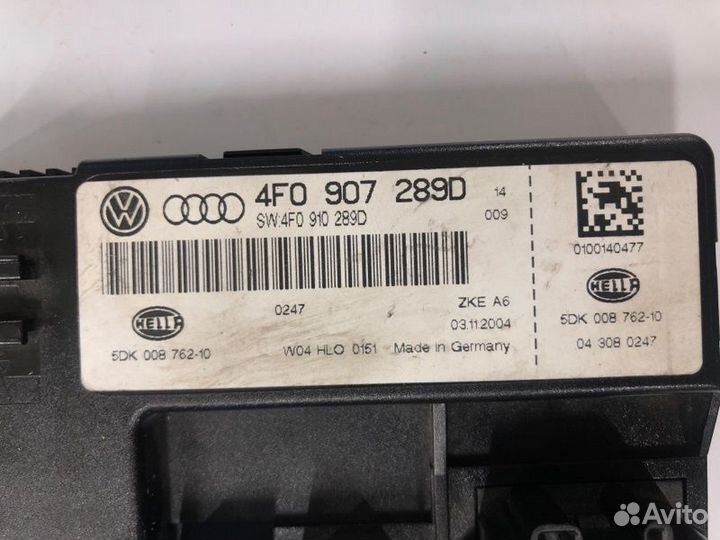 4F0 907 289D
14
SW:4F0 910 289D
009
0247
ZKE A6
03.11.2004
HELLA
5DK 008 762-10
W04 HLO 0151 Made in Germany
0100140477
HELLA
5DK 008 762-10
04 308 0247
Avito